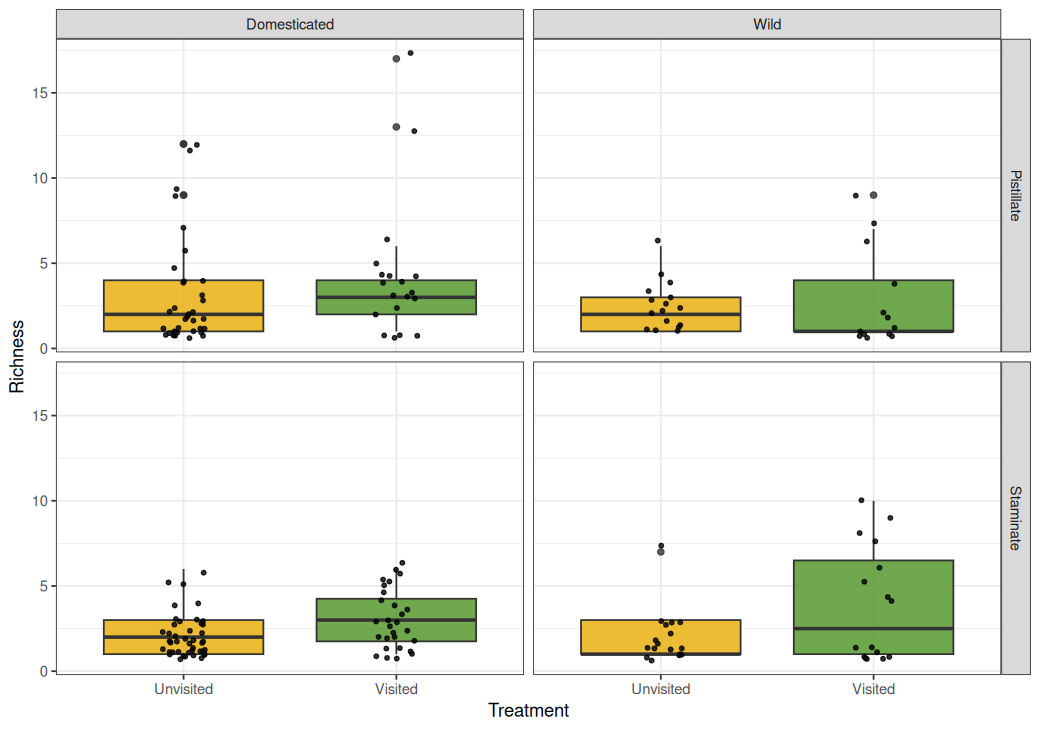 Domesticated
Wild
15
10
5
0
Pistillate
Richness
15
10
5
0
Staminate
Unvisited
Visited
Unvisited
Visited
Treatment